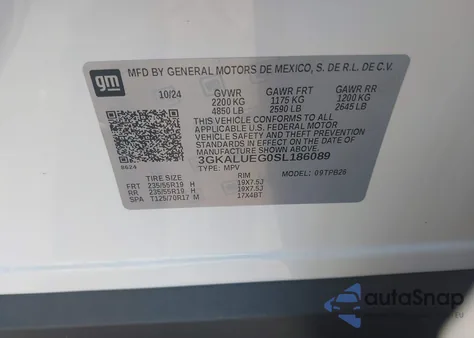 gm
MFD BY GENERAL MOTORS DE MEXICO, S. DE R.L. DE C.V.
10/24 GVWR GAWR FRT GAWR RR
2200 KG 1175 KG 1200 KG
4850 LB 2590 LB 2645 LB
THIS VEHICLE CONFORMS TO ALL
APPLICABLE U.S. FEDERAL MOTOR
VEHICLE SAFETY AND THEFT PREVENTION
STANDARDS IN EFFECT ON THE DATE
OF MANUFACTURE SHOWN ABOVE.
3GKALUEG0SL186089
TYPE: MPV MODEL: 09TPB26
TIRE SIZE RIM
FRT 235/55R19 H 19X7.5J
RR 235/55R19 H 19X7.5J
SPA T125/70R17 M 17X4BT
autoSnap